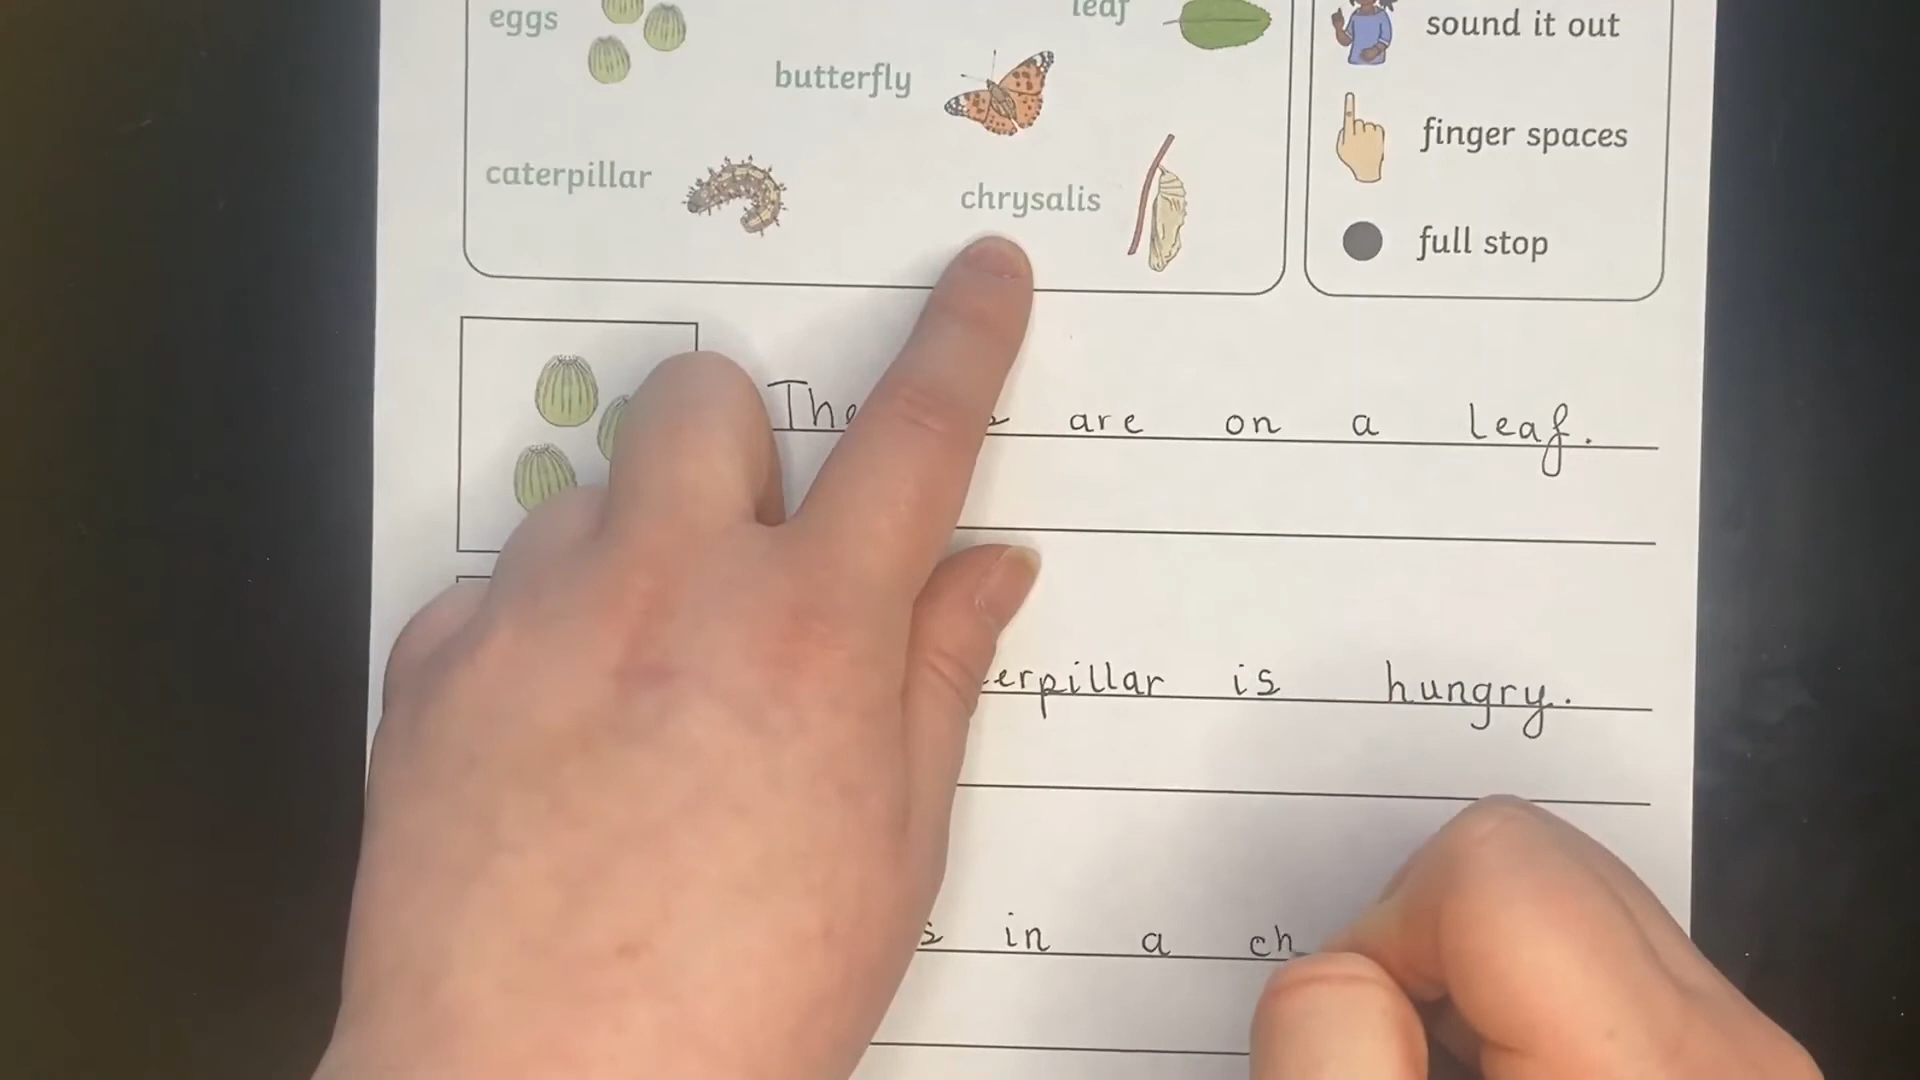 eggs
leaf
butterfly
caterpillar
chrysalis
sound it out
finger spaces
full stop
The are on a leaf.
erpillar is hungry.
s in a ch